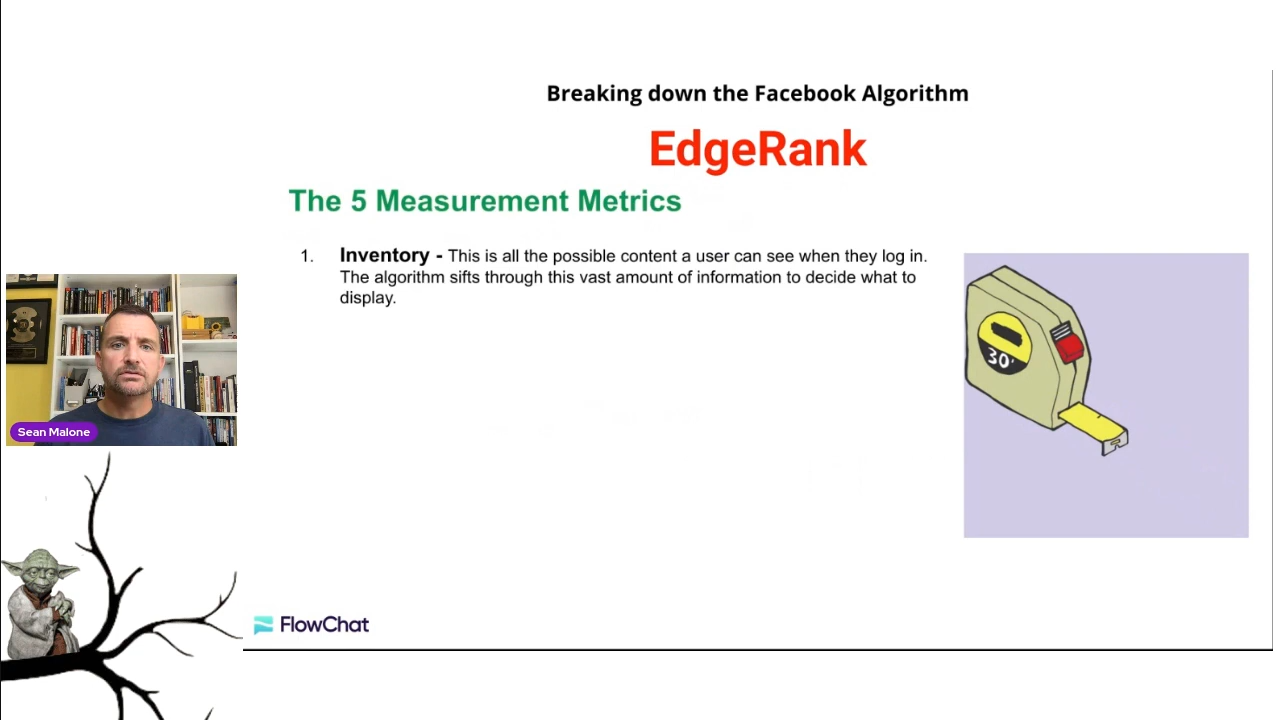 Breaking down the Facebook Algorithm
EdgeRank
The 5 Measurement Metrics
1. Inventory - This is all the possible content a user can see when they log in.
The algorithm sifts through this vast amount of information to decide what to
display.
30'
Sean Malone
FlowChat